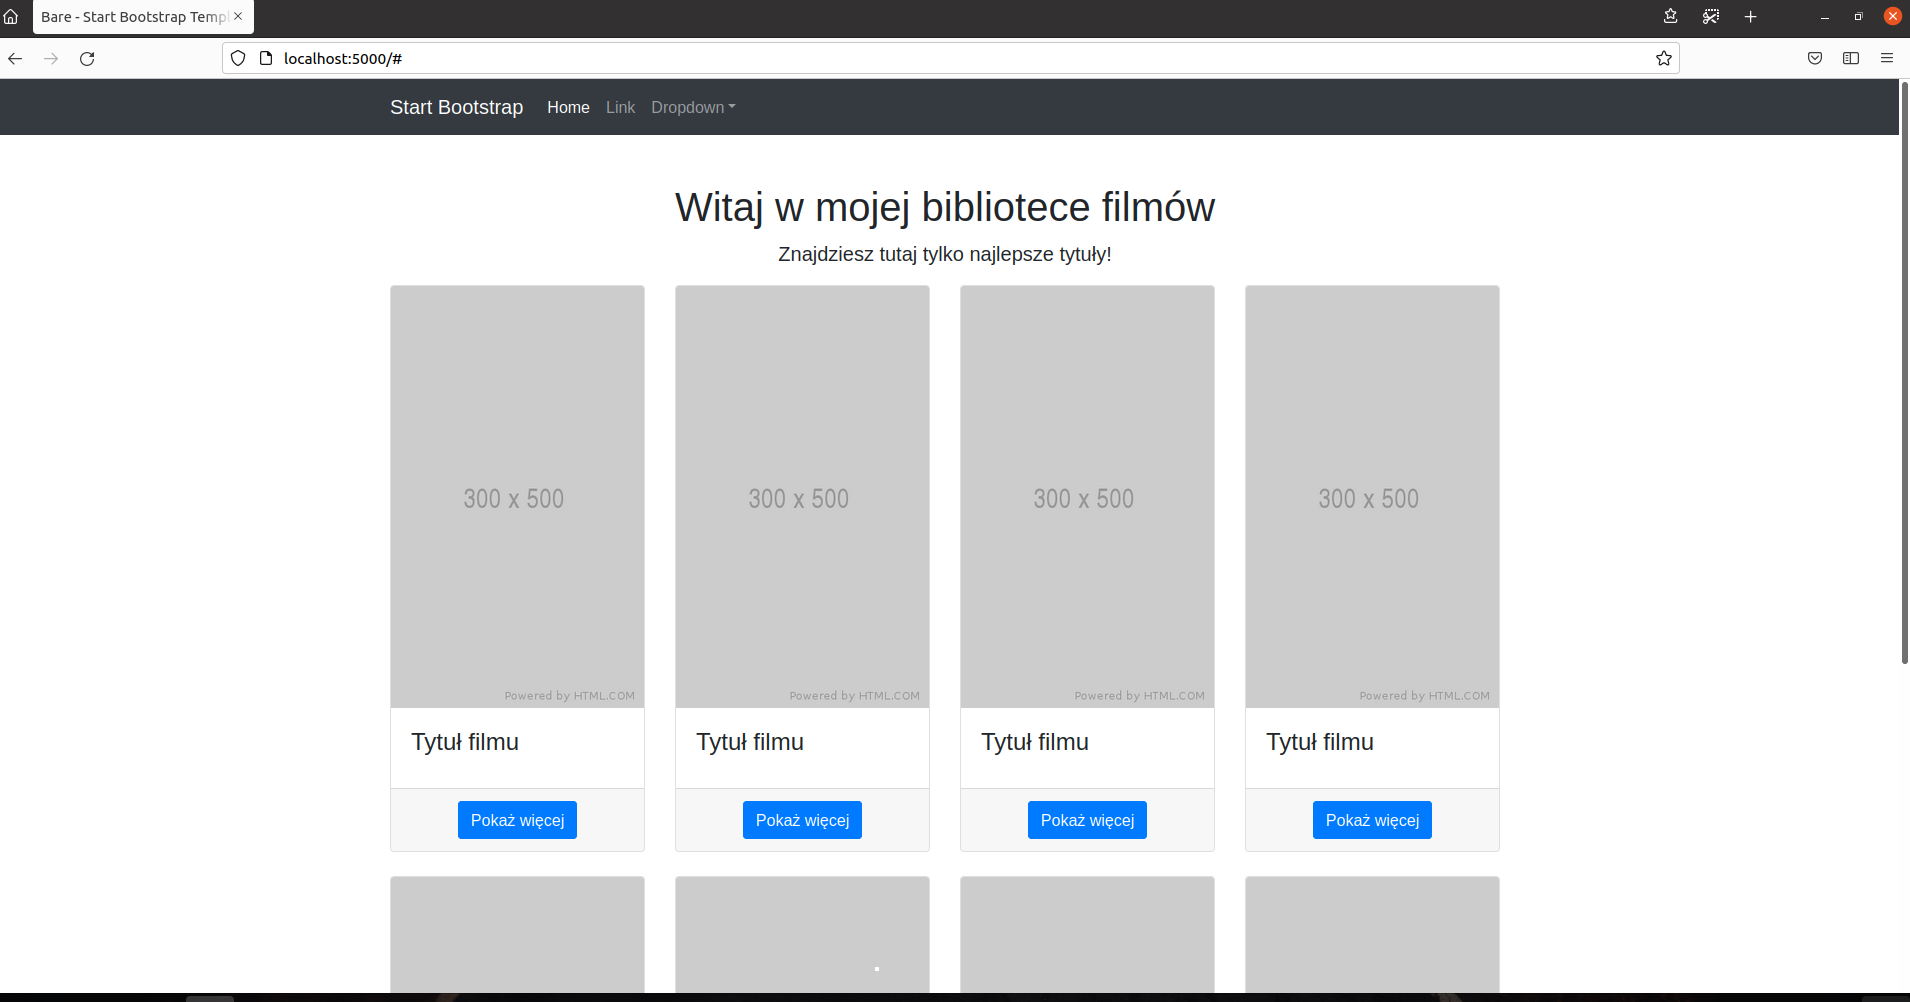 Bare - Start Bootstrap Temp
localhost:5000/#
Start Bootstrap Home Link Dropdown
Witaj w mojej bibliotece filmów
Znajdziesz tutaj tylko najlepsze tytuły!
300 x 500 300 x 500 300 x 500 300 x 500
Powered by HTML.COM Powered by HTML.COM Powered by HTML.COM Powered by HTML.COM
Tytuł filmu Tytuł filmu Tytuł filmu Tytuł filmu
Pokaż więcej Pokaż więcej Pokaż więcej Pokaż więcej